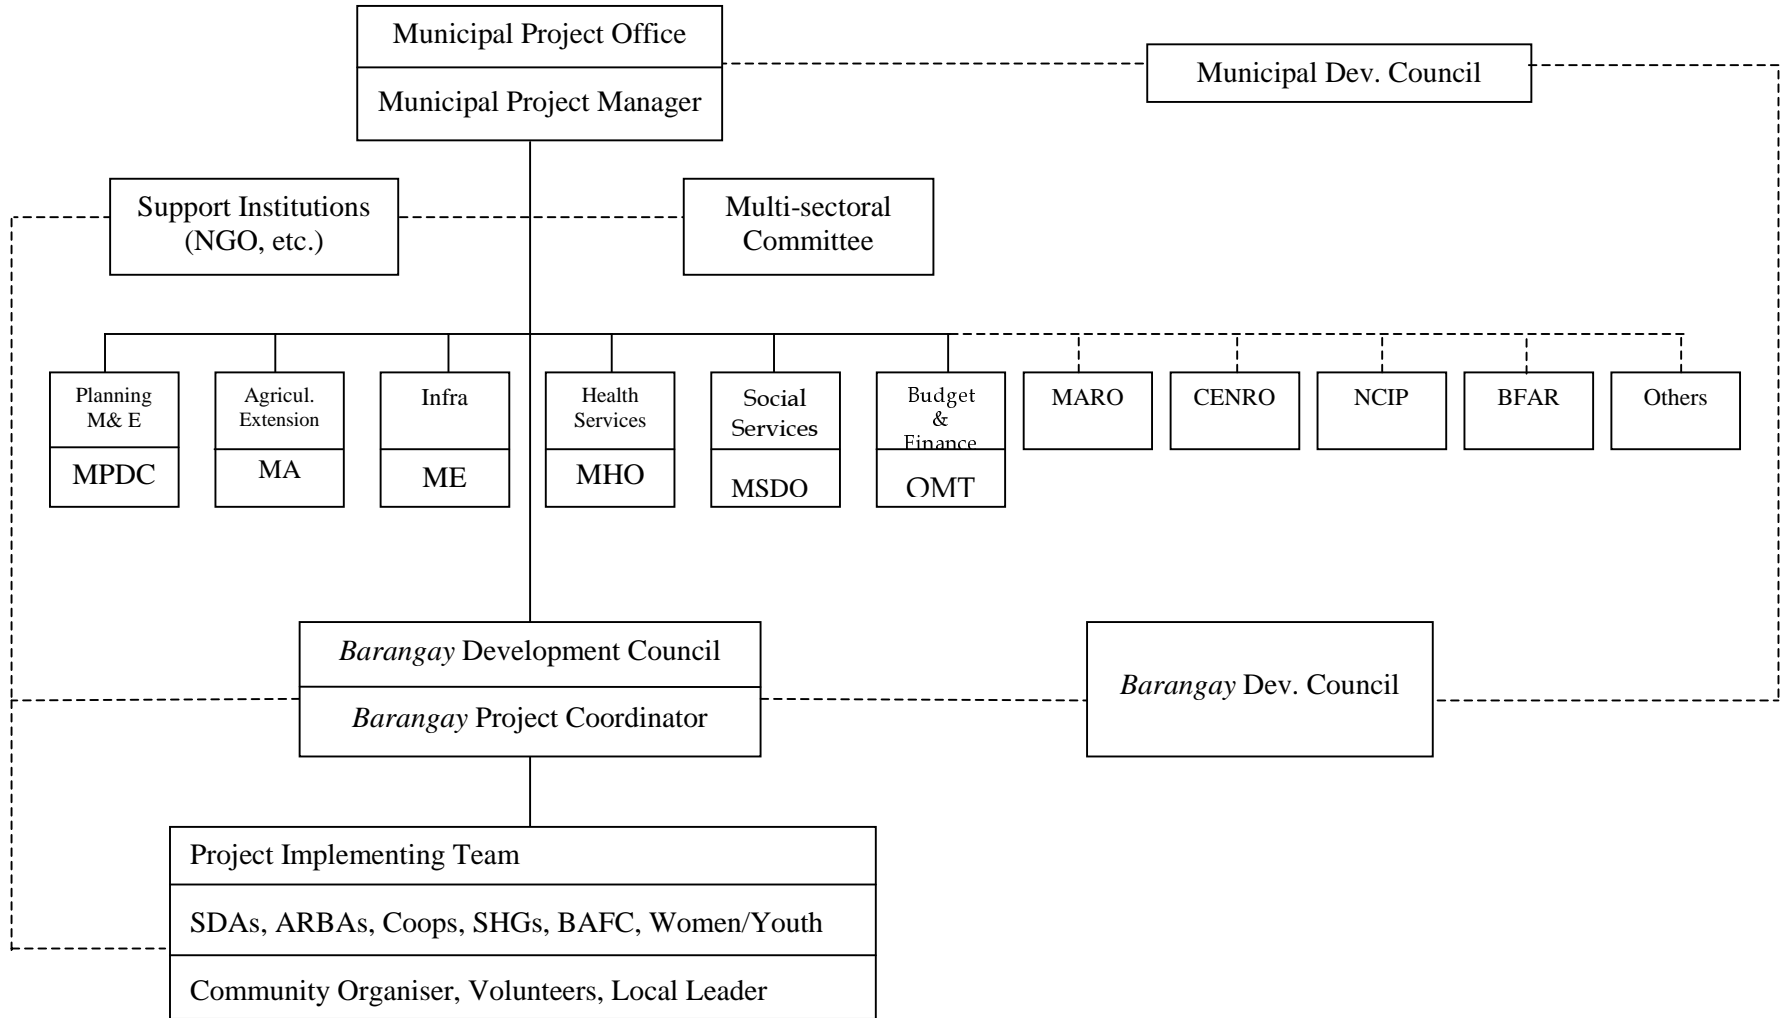 Municipal Project Office
Municipal Project Manager
Municipal Dev. Council
Support Institutions
(NGO, etc.)
Multi-sectoral
Committee
Planning
M& E
MPDC
Agricul.
Extension
MA
Infra
ME
Health
Services
MHO
Social
Services
MSDO
Budget
&
Finance
OMT
MARO
CENRO
NCIP
BFAR
Others
Barangay Development Council
Barangay Project Coordinator
Barangay Dev. Council
Project Implementing Team
SDAs, ARBAs, Coops, SHGs, BAFC, Women/Youth
Community Organiser, Volunteers, Local Leader